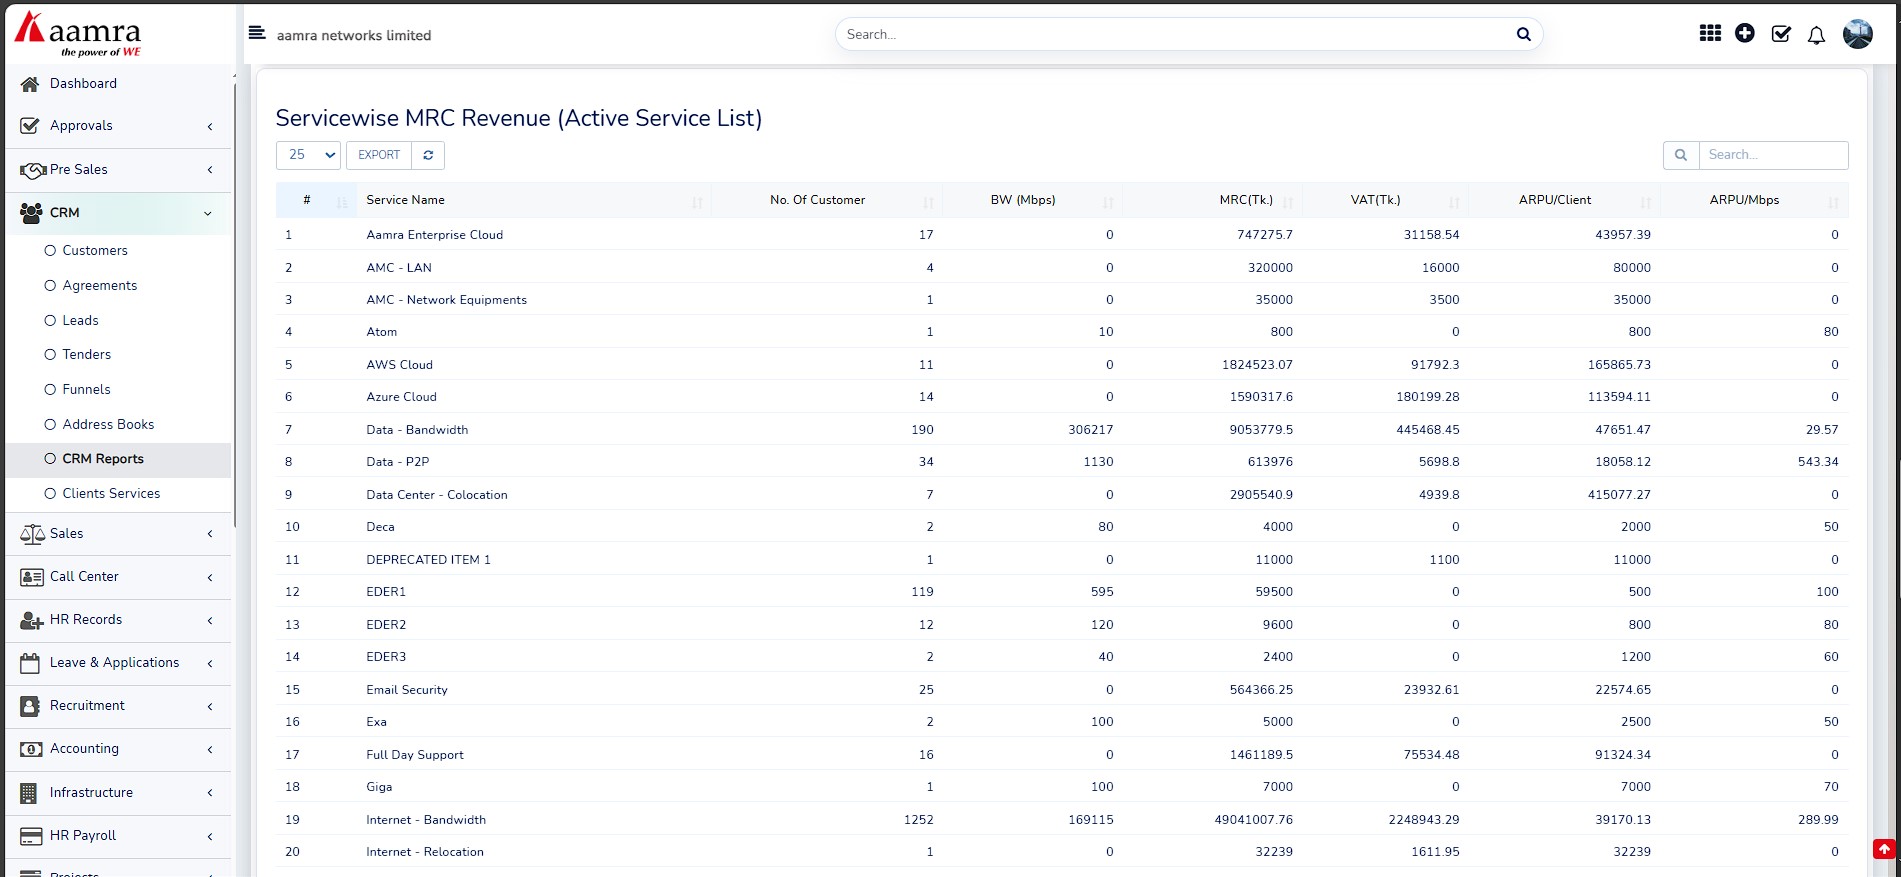 aamra
the power of WE
aamra networks limited
Search...
Dashboard
Approvals
Pre Sales
CRM
Customers
Agreements
Leads
Tenders
Funnels
Address Books
CRM Reports
Clients Services
Sales
Call Center
HR Records
Leave & Applications
Recruitment
Accounting
Infrastructure
HR Payroll
Projects
Servicewise MRC Revenue (Active Service List)
25 EXPORT Search...
# Service Name No. Of Customer BW (Mbps) MRC(Tk.) VAT(Tk.) ARPU/Client ARPU/Mbps
1 Aamra Enterprise Cloud 17 0 747275.7 31158.54 43957.39 0
2 AMC - LAN 4 0 320000 16000 80000 0
3 AMC - Network Equipments 1 0 35000 3500 35000 0
4 Atom 1 10 800 0 800 80
5 AWS Cloud 11 0 1824523.07 91792.3 165865.73 0
6 Azure Cloud 14 0 1590317.6 180199.28 113594.11 0
7 Data - Bandwidth 190 306217 9053779.5 445468.45 47651.47 29.57
8 Data - P2P 34 1130 613976 5698.8 18058.12 543.34
9 Data Center - Colocation 7 0 2905540.9 4939.8 415077.27 0
10 Deca 2 80 4000 0 2000 50
11 DEPRECATED ITEM 1 1 0 11000 1100 11000 0
12 EDER1 119 595 59500 0 500 100
13 EDER2 12 120 9600 0 800 80
14 EDER3 2 40 2400 0 1200 60
15 Email Security 25 0 564366.25 23932.61 22574.65 0
16 Exa 2 100 5000 0 2500 50
17 Full Day Support 16 0 1461189.5 75534.48 91324.34 0
18 Giga 1 100 7000 0 7000 70
19 Internet - Bandwidth 1252 169115 49041007.76 2248943.29 39170.13 289.99
20 Internet - Relocation 1 0 32239 1611.95 32239 0